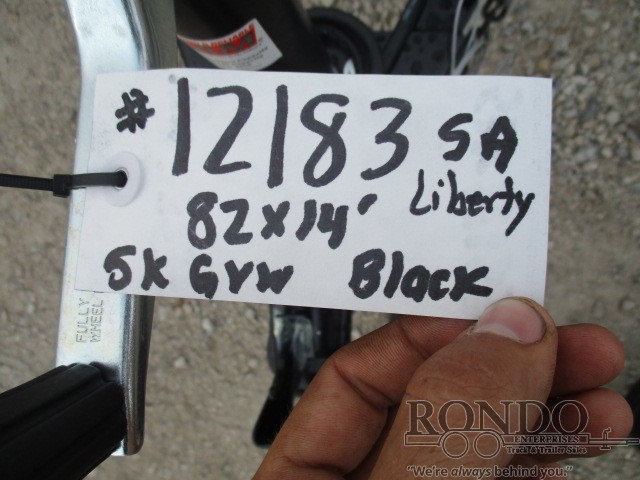 # 12183 SA
Liberty
82x14'
5k GVW Black
FULLY
WHEEL
RONDO
ENTERPRISES
Truck & Trailer Sales
"We're always behind you."